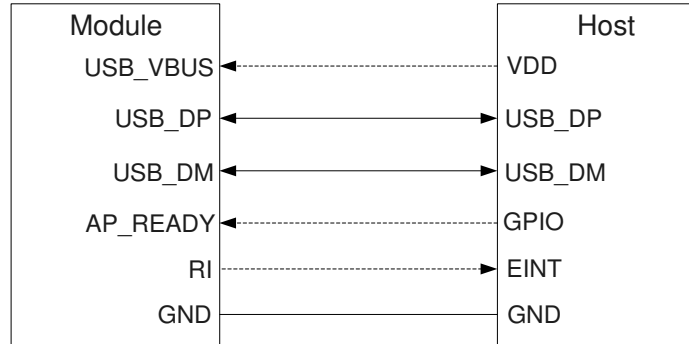 Module Host
USB_VBUS VDD
USB_DP USB_DP
USB_DM USB_DM
AP_READY GPIO
RI EINT
GND GND